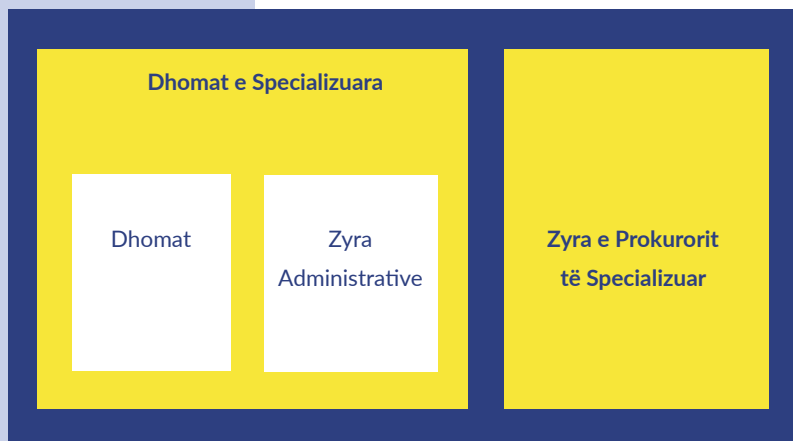 Dhomat e Specializuara
Dhomat
Zyra
Administrative
Zyra e Prokurorit
të Specializuar